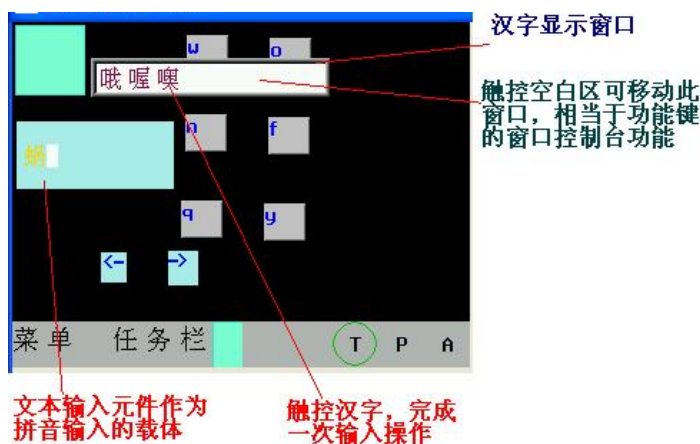 汉字显示窗口
w o
哦喔噢
触控空白区可移动此
窗口，相当于功能键
的窗口控制台功能
n f
蜗
q y
<- ->
菜单 任务栏 T P A
文本输入元件作为
拼音输入的载体
触控汉字，完成
一次输入操作